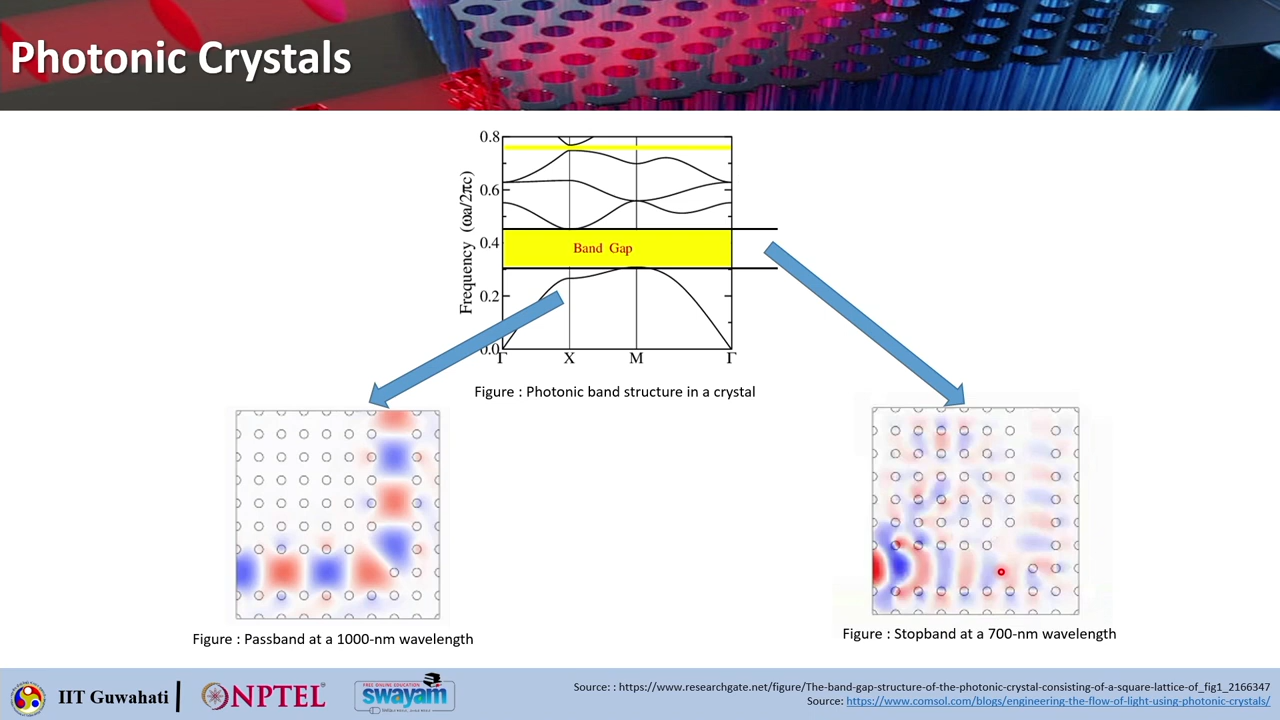 Photonic Crystals
0.8
0.6
0.4
0.2
0.0
Frequency (ωa/2πc)
Band Gap
Γ X M Γ
Figure : Photonic band structure in a crystal
Figure : Passband at a 1000-nm wavelength
Figure : Stopband at a 700-nm wavelength
IIT Guwahati
NPTEL
FREE ONLINE EDUCATION
swayam
Source: : https://www.researchgate.net/figure/The-band-gap-structure-of-the-photonic-crystal-consisting-of-a-square-lattice-of_fig1_2166347
Source: https://www.comsol.com/blogs/engineering-the-flow-of-light-using-photonic-crystals/